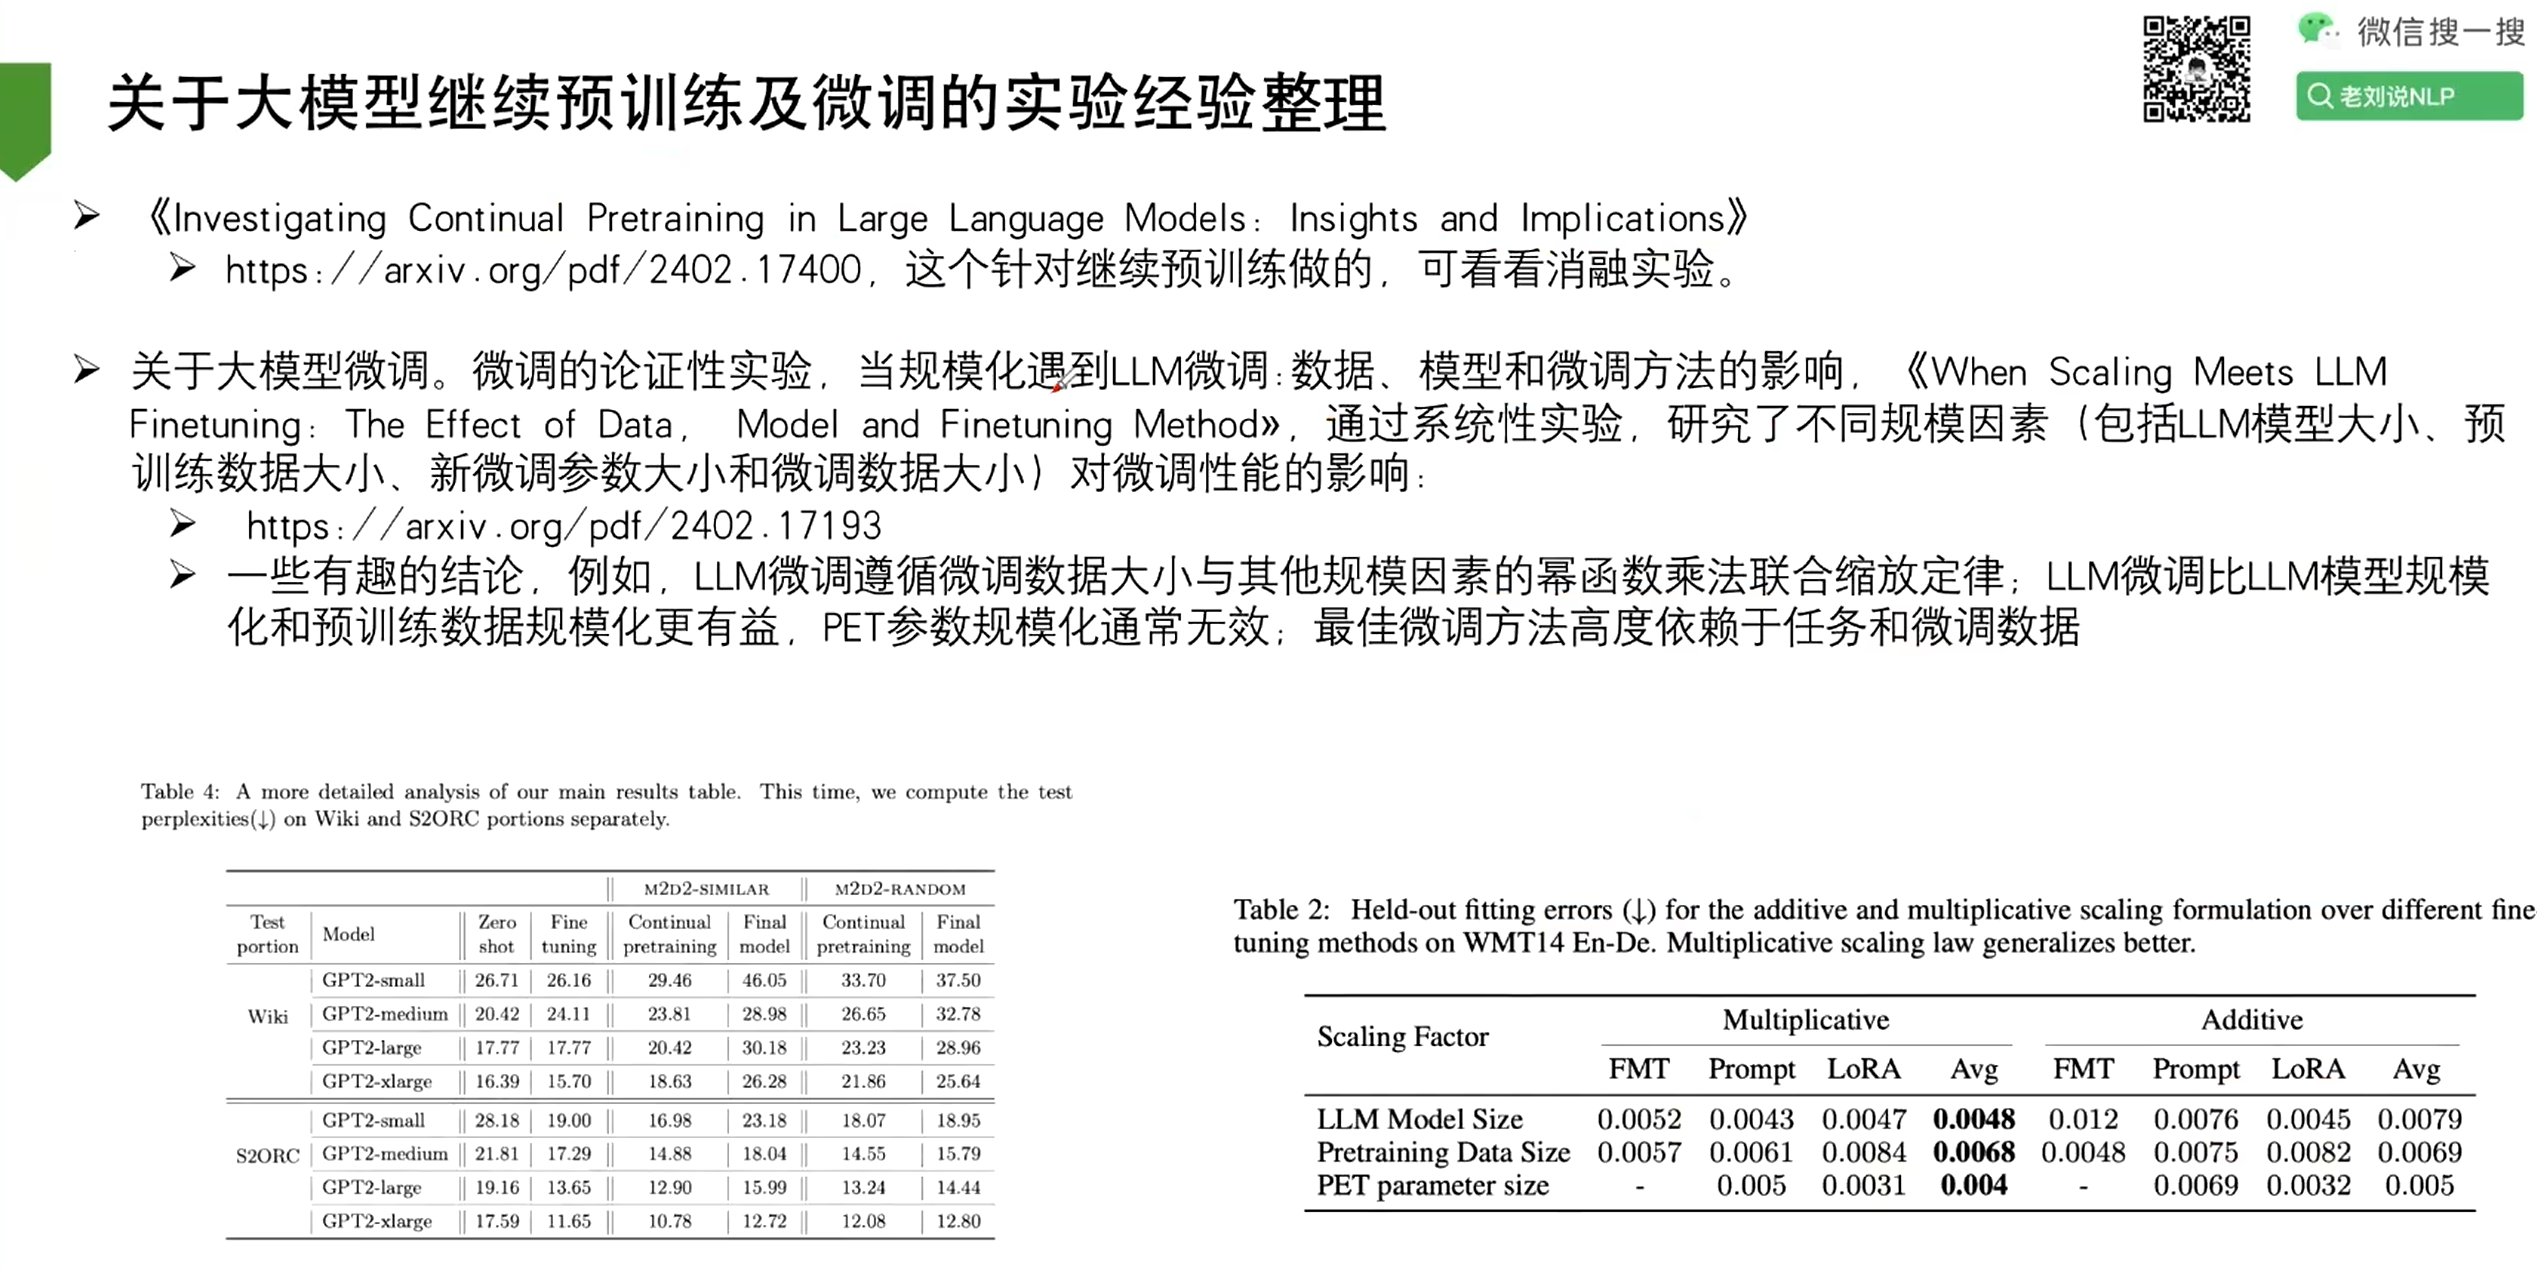 微信搜一搜
老刘说NLP
关于大模型继续预训练及微调的实验经验整理
《Investigating Continual Pretraining in Large Language Models: Insights and Implications》
https://arxiv.org/pdf/2402.17400，这个针对继续预训练做的，可看看消融实验。
关于大模型微调。微调的论证性实验，当规模化遇到LLM微调:数据、模型和微调方法的影响，《When Scaling Meets LLM
Finetuning: The Effect of Data, Model and Finetuning Method»，通过系统性实验，研究了不同规模因素（包括LLM模型大小、预
训练数据大小、新微调参数大小和微调数据大小）对微调性能的影响:
https://arxiv.org/pdf/2402.17193
一些有趣的结论，例如，LLM微调遵循微调数据大小与其他规模因素的幂函数乘法联合缩放定律；LLM微调比LLM模型规模
化和预训练数据规模化更有益，PET参数规模化通常无效；最佳微调方法高度依赖于任务和微调数据
Table 4: A more detailed analysis of our main results table. This time, we compute the test
perplexities(↓) on Wiki and S2ORC portions separately.
M2D2-SIMILAR M2D2-RANDOM
Test portion Model Zero shot Fine tuning Continual pretraining Final model Continual pretraining Final model
Wiki
GPT2-small 26.71 26.16 29.46 46.05 33.70 37.50
GPT2-medium 20.42 24.11 23.81 28.98 26.65 32.78
GPT2-large 17.77 17.77 20.42 30.18 23.23 28.96
GPT2-xlarge 16.39 15.70 18.63 26.28 21.86 25.64
S2ORC
GPT2-small 28.18 19.00 16.98 23.18 18.07 18.95
GPT2-medium 21.81 17.29 14.88 18.04 14.55 15.79
GPT2-large 19.16 13.65 12.90 15.99 13.24 14.44
GPT2-xlarge 17.59 11.65 10.78 12.72 12.08 12.80
Table 2: Held-out fitting errors (↓) for the additive and multiplicative scaling formulation over different fine
tuning methods on WMT14 En-De. Multiplicative scaling law generalizes better.
Scaling Factor Multiplicative Additive
FMT Prompt LoRA Avg FMT Prompt LoRA Avg
LLM Model Size 0.0052 0.0043 0.0047 0.0048 0.012 0.0076 0.0045 0.0079
Pretraining Data Size 0.0057 0.0061 0.0084 0.0068 0.0048 0.0075 0.0082 0.0069
PET parameter size - 0.005 0.0031 0.004 - 0.0069 0.0032 0.005